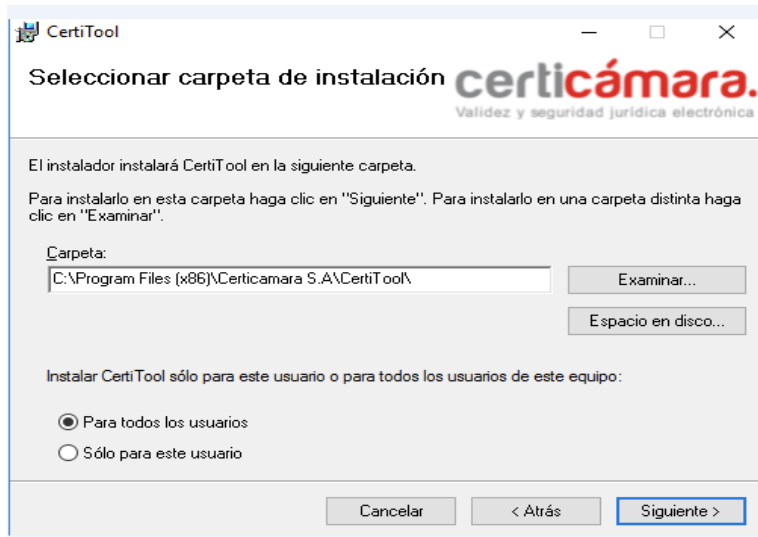 CertiTool
Seleccionar carpeta de instalación
certicámara.
Validez y seguridad jurídica electrónica
El instalador instalará CertiTool en la siguiente carpeta.
Para instalarlo en esta carpeta haga clic en "Siguiente". Para instalarlo en una carpeta distinta haga
clic en "Examinar".
Carpeta:
C:\Program Files (x86)\Certicamara S.A\CertiTool\
Examinar...
Espacio en disco...
Instalar CertiTool sólo para este usuario o para todos los usuarios de este equipo:
Para todos los usuarios
Sólo para este usuario
Cancelar
< Atrás
Siguiente >